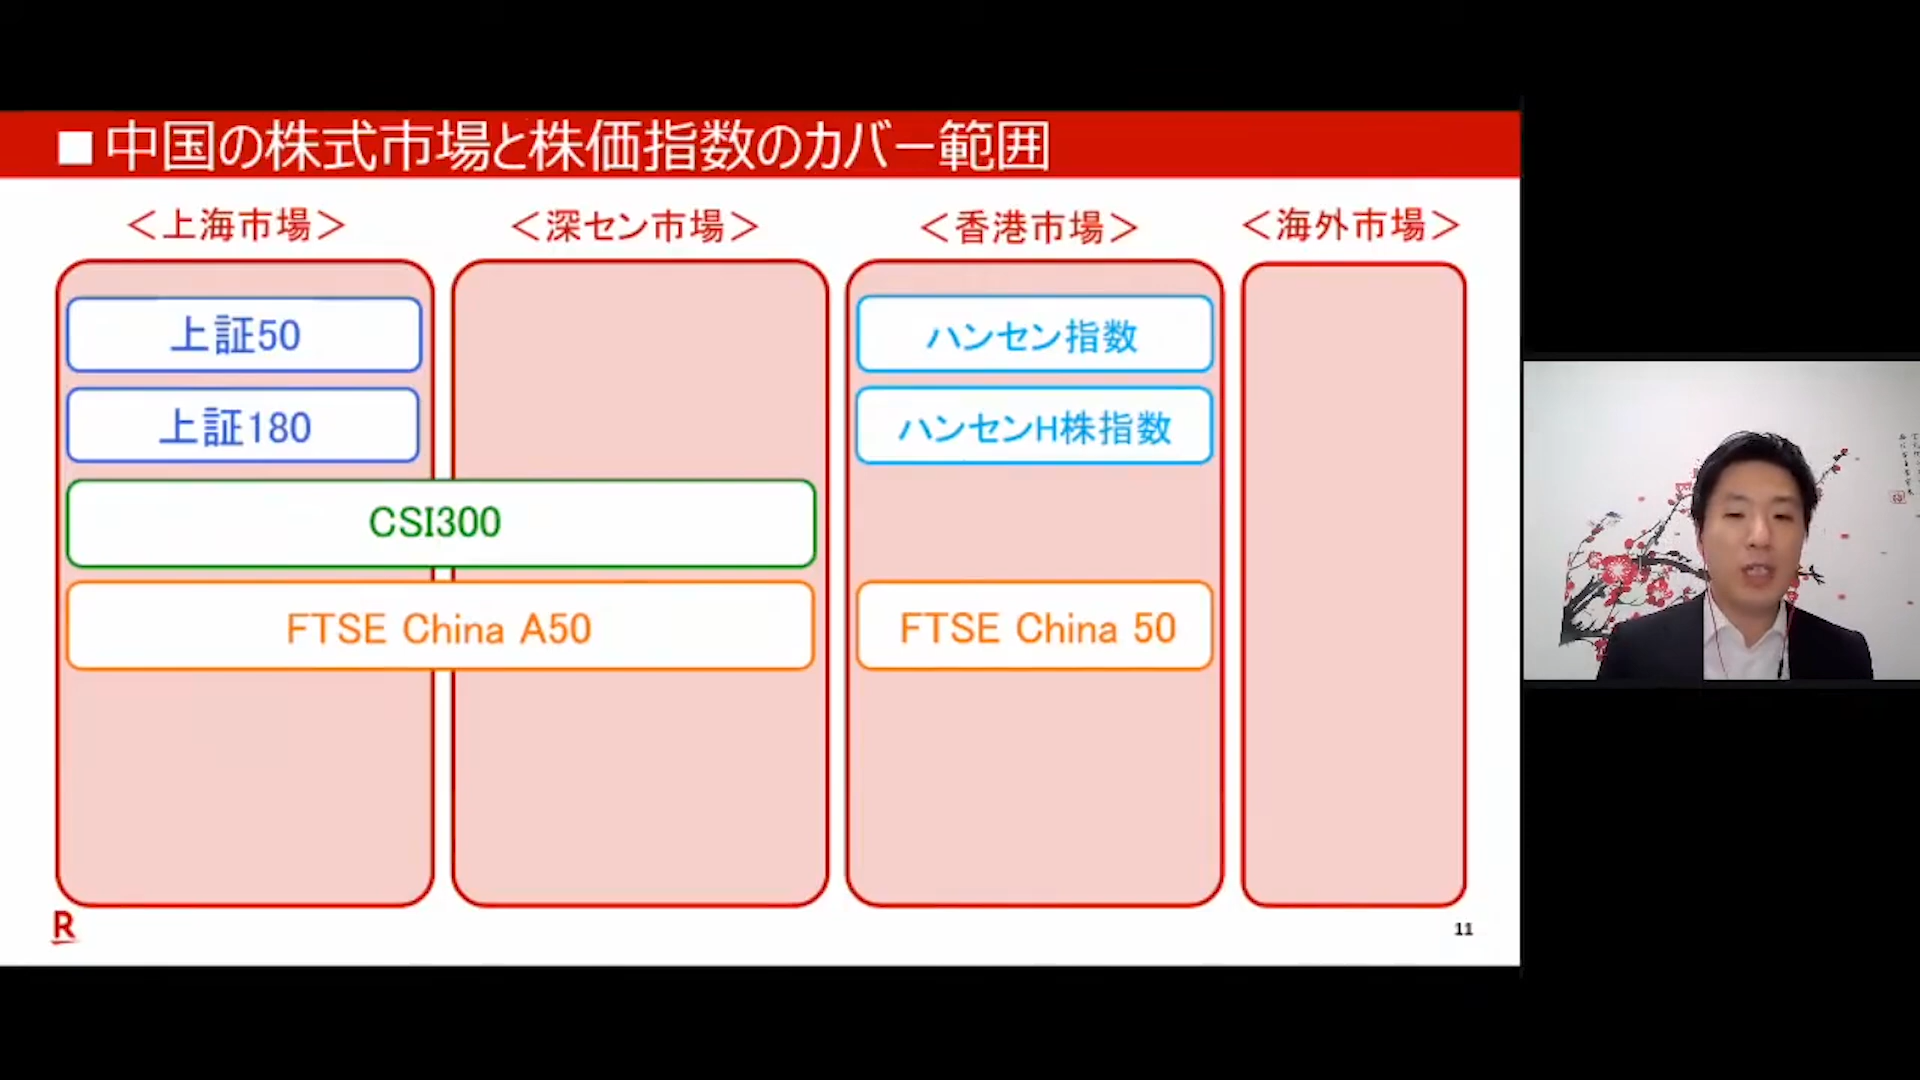 ■中国の株式市場と株価指数のカバー範囲
＜上海市場＞
＜深セン市場＞
＜香港市場＞
＜海外市場＞
上証50
ハンセン指数
上証180
ハンセンH株指数
CSI300
FTSE China A50
FTSE China 50
R
11